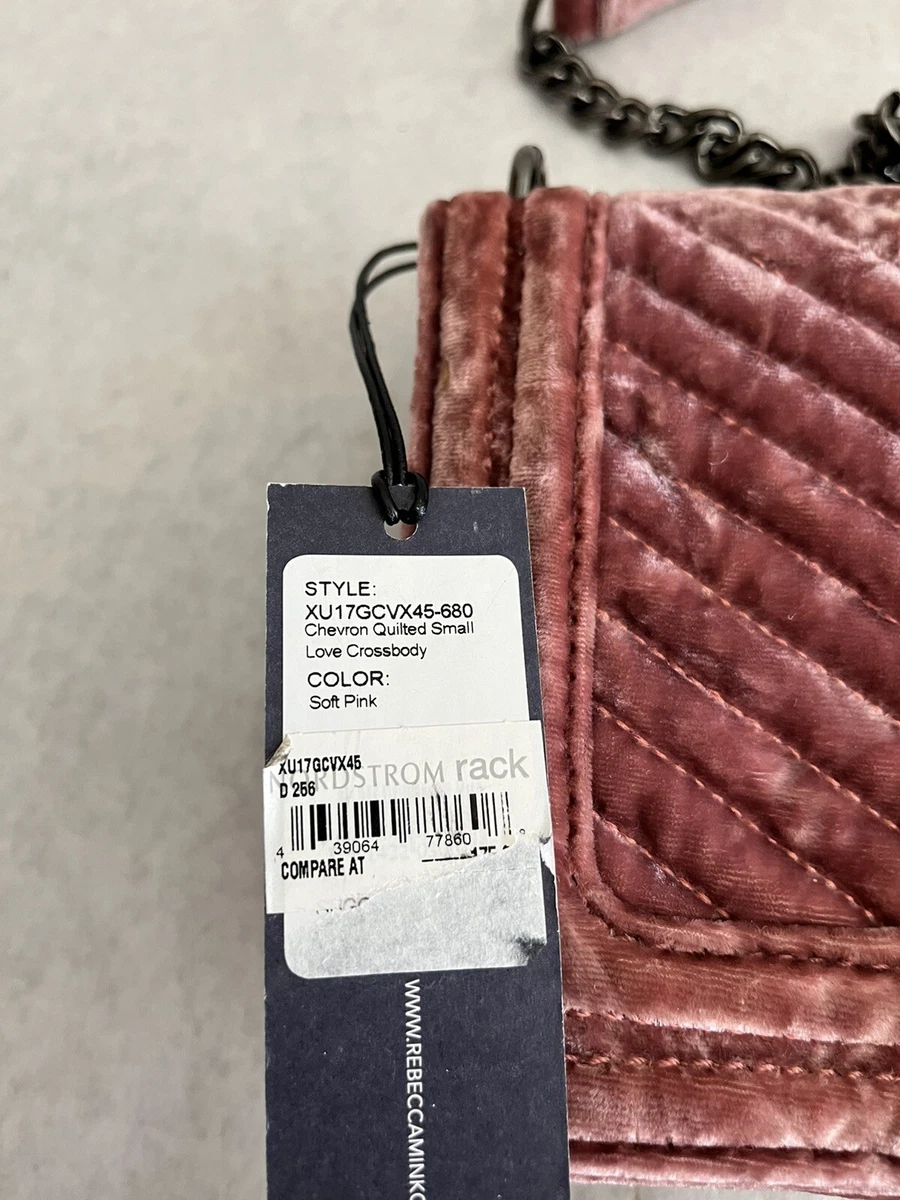 STYLE:
XU17GCVX45-680
Chevron Quilted Small
Love Crossbody
COLOR:
Soft Pink
XU17GCVX45
NORDSTROM rack
D 256
4 39064 77860 8
COMPARE AT
WWW.REBECCAMINKO